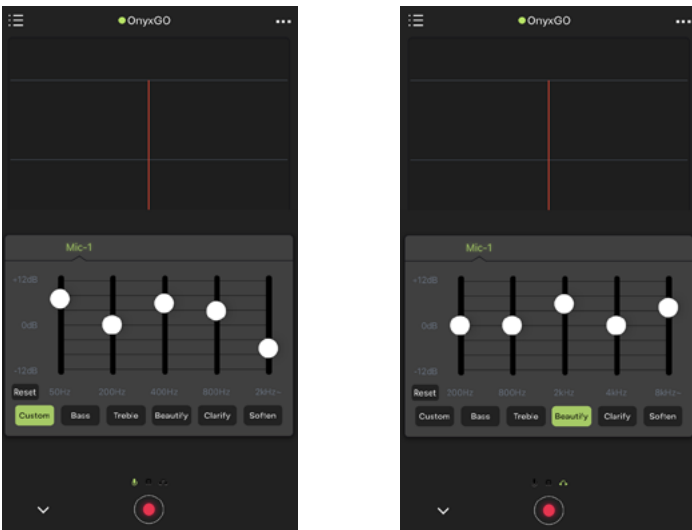 OnyxGO
Mic-1
+12dB
0dB
-12dB
Reset 50Hz 200Hz 400Hz 800Hz 2kHz~
Custom Bass Treble Beautify Clarify Soften
OnyxGO
Mic-1
+12dB
0dB
-12dB
Reset 200Hz 800Hz 2kHz 4kHz 8kHz~
Custom Bass Treble Beautify Clarify Soften